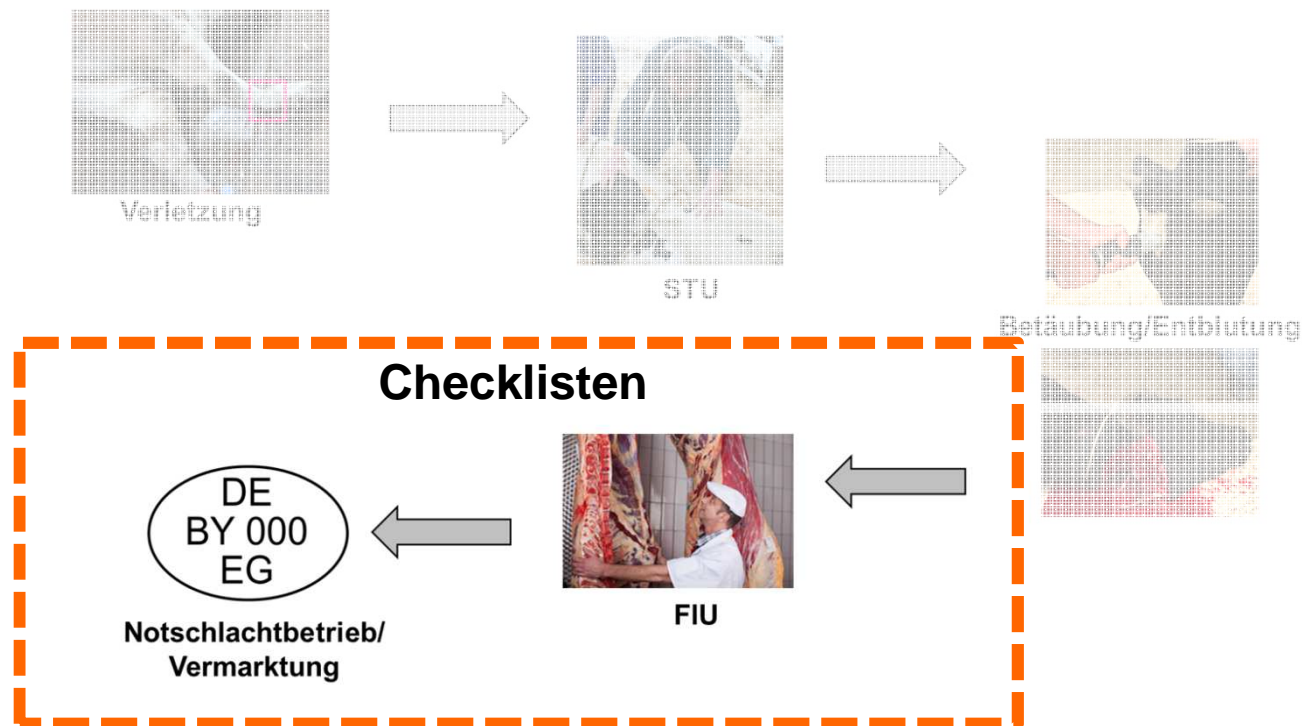 Verletzung
STU
Betäubung/Entblutung
Checklisten
DE
BY 000
EG
FIU
Notschlachtbetrieb/
Vermarktung